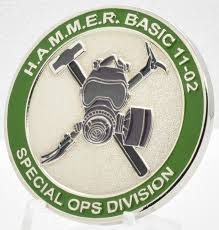 H.A.M.M.E.R. BASIC 11-02
SPECIAL OPS DIVISION